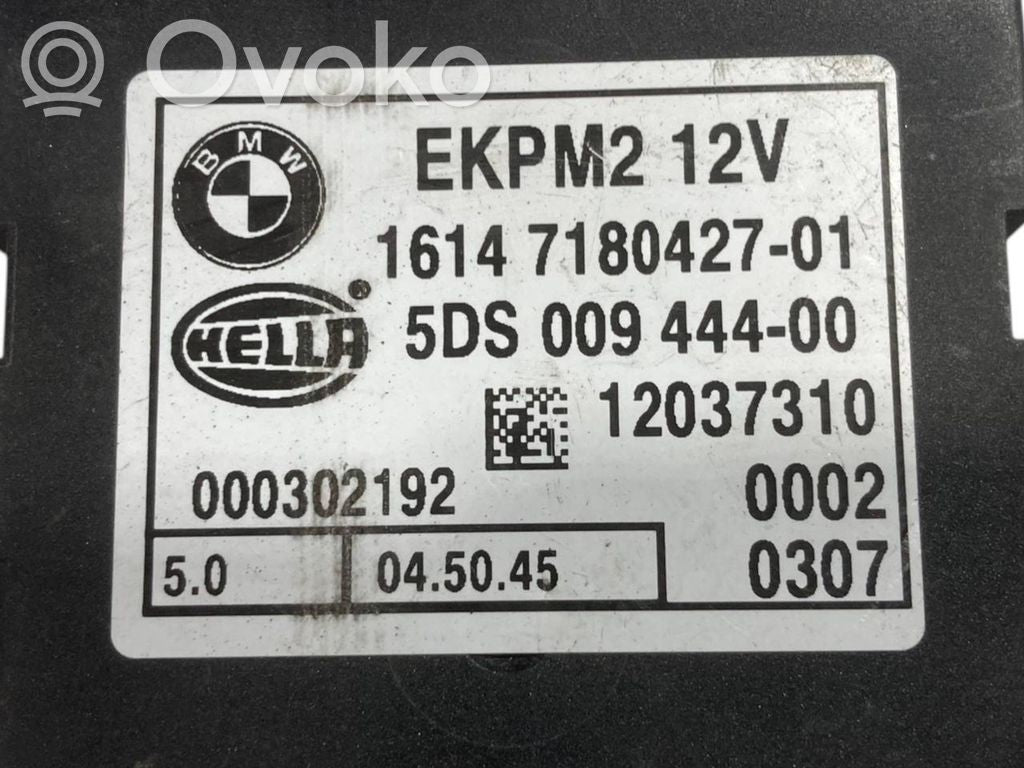 Ovoko
BMW
EKPM2 12V
1614 7180427-01
HELLA®
5DS 009 444-00
12037310
000302192
0002
5.0
04.50.45
0307